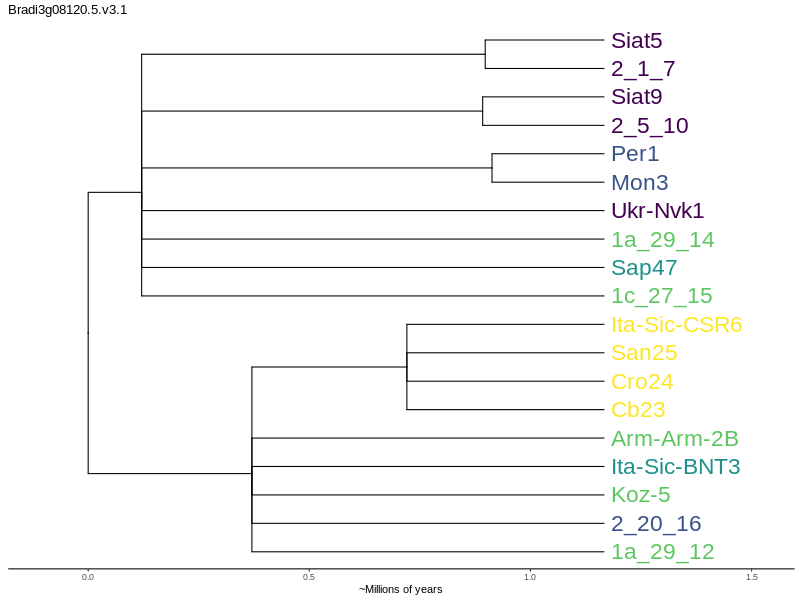 Bradi3g08120.5.v3.1
Siat5
2_1_7
Siat9
2_5_10
Per1
Mon3
Ukr-Nvk1
1a_29_14
Sap47
1c_27_15
Ita-Sic-CSR6
San25
Cro24
Cb23
Arm-Arm-2B
Ita-Sic-BNT3
Koz-5
2_20_16
1a_29_12
0.0 0.5 1.0 1.5
~Millions of years